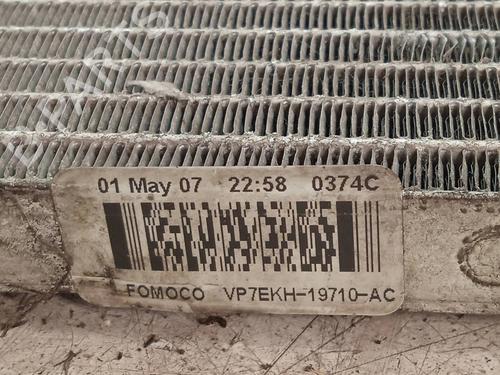 01 May 07 22:58 0374C
FOMOCO VP7EKH-19710-AC